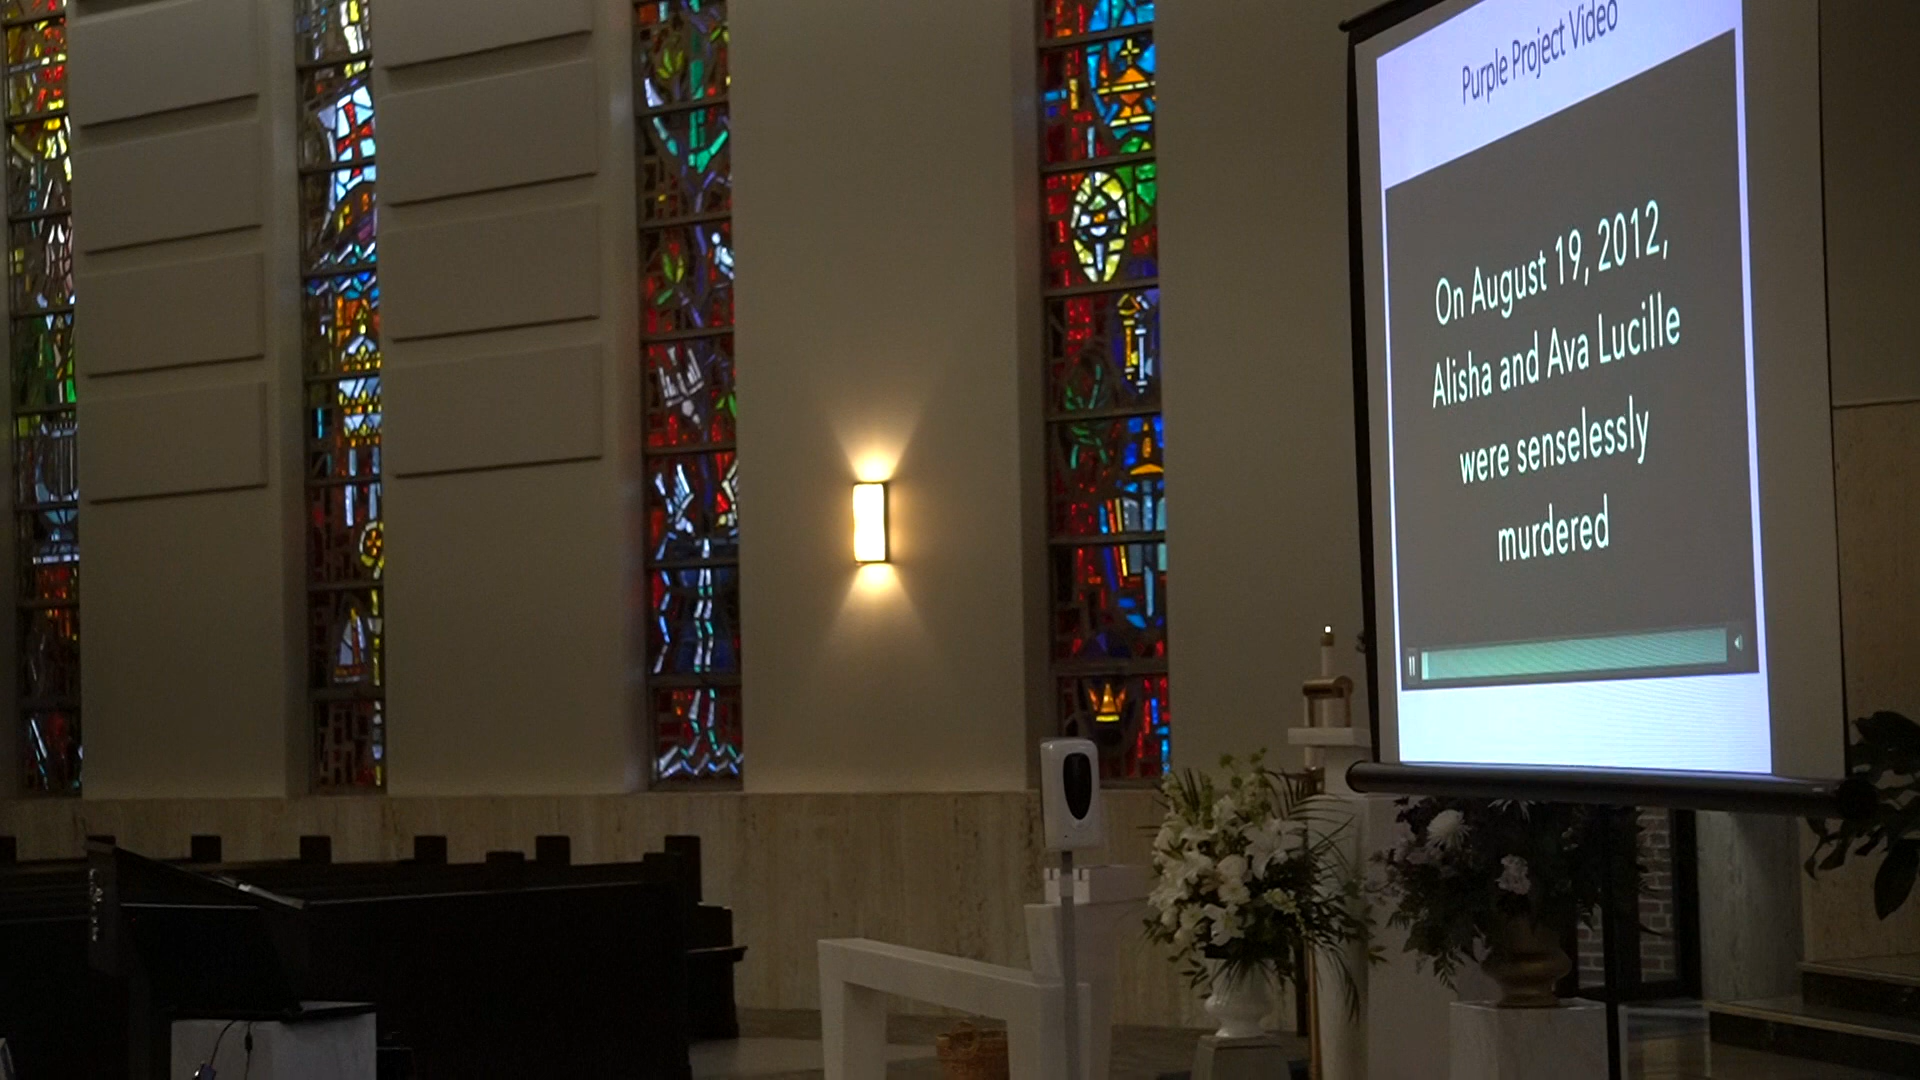 Purple Project Video
On August 19, 2012,
Alisha and Ava Lucille
were senselessly
murdered